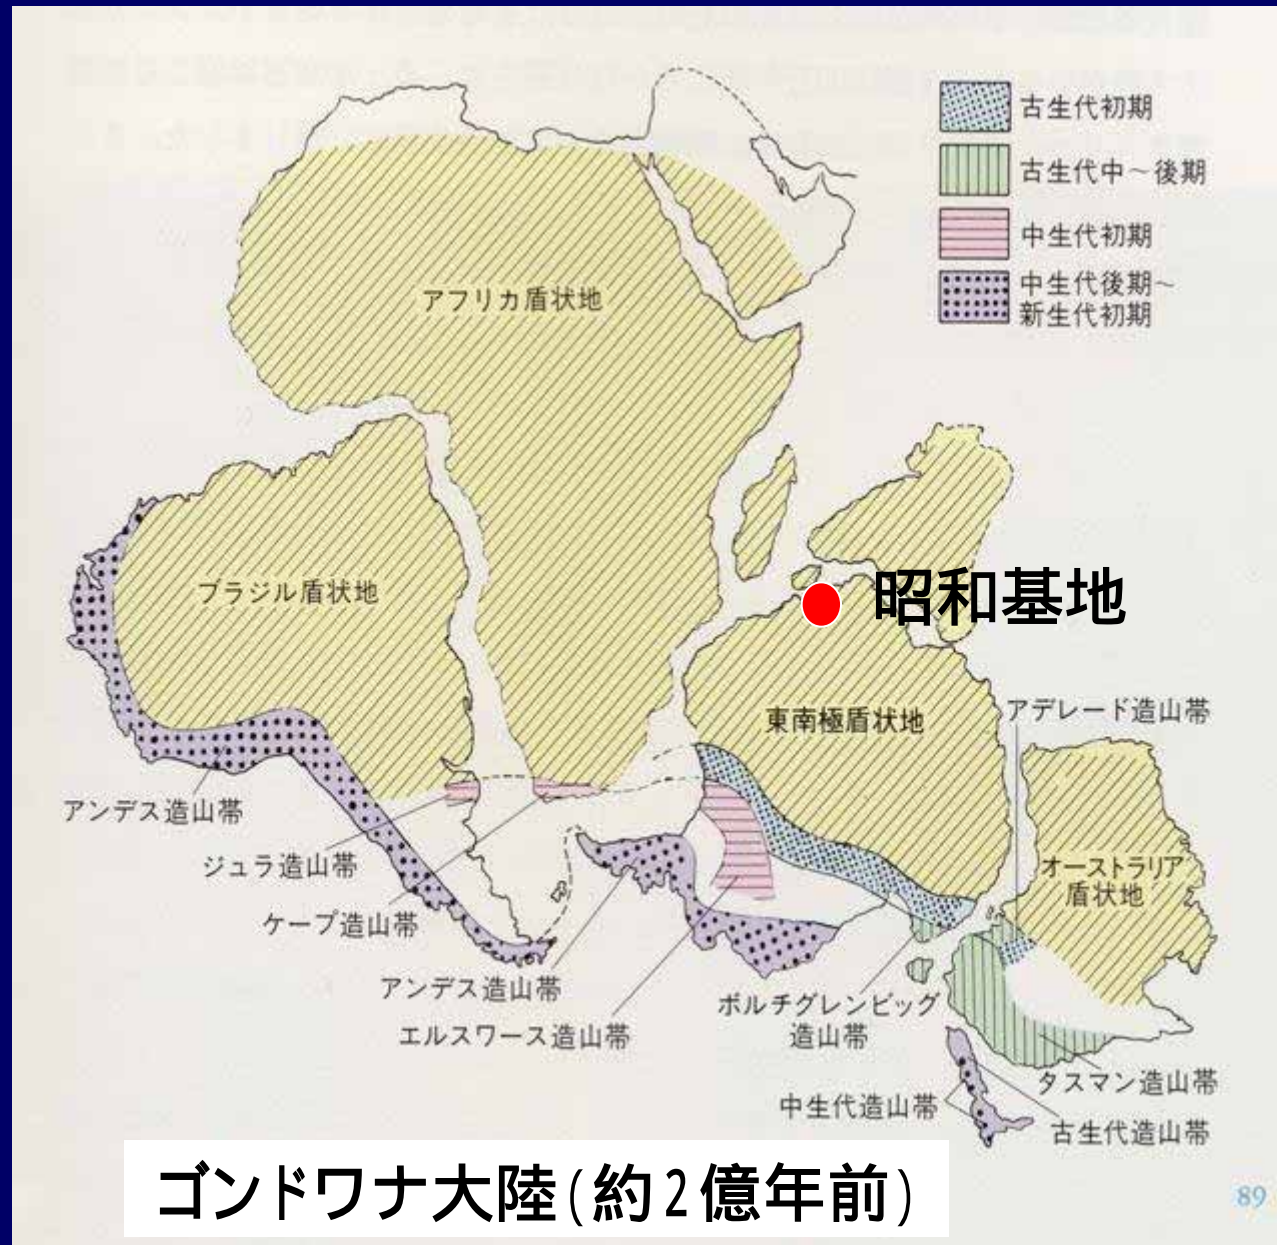 古生代初期
古生代中～後期
中生代初期
中生代後期～
新生代初期
アフリカ盾状地
ブラジル盾状地
昭和基地
東南極盾状地
アデレード造山帯
アンデス造山帯
ジュラ造山帯
オーストラリア
盾状地
ケープ造山帯
アンデス造山帯
エルスワース造山帯
ボルチグレンビッグ
造山帯
タスマン造山帯
中生代造山帯
古生代造山帯
ゴンドワナ大陸(約2億年前)
89